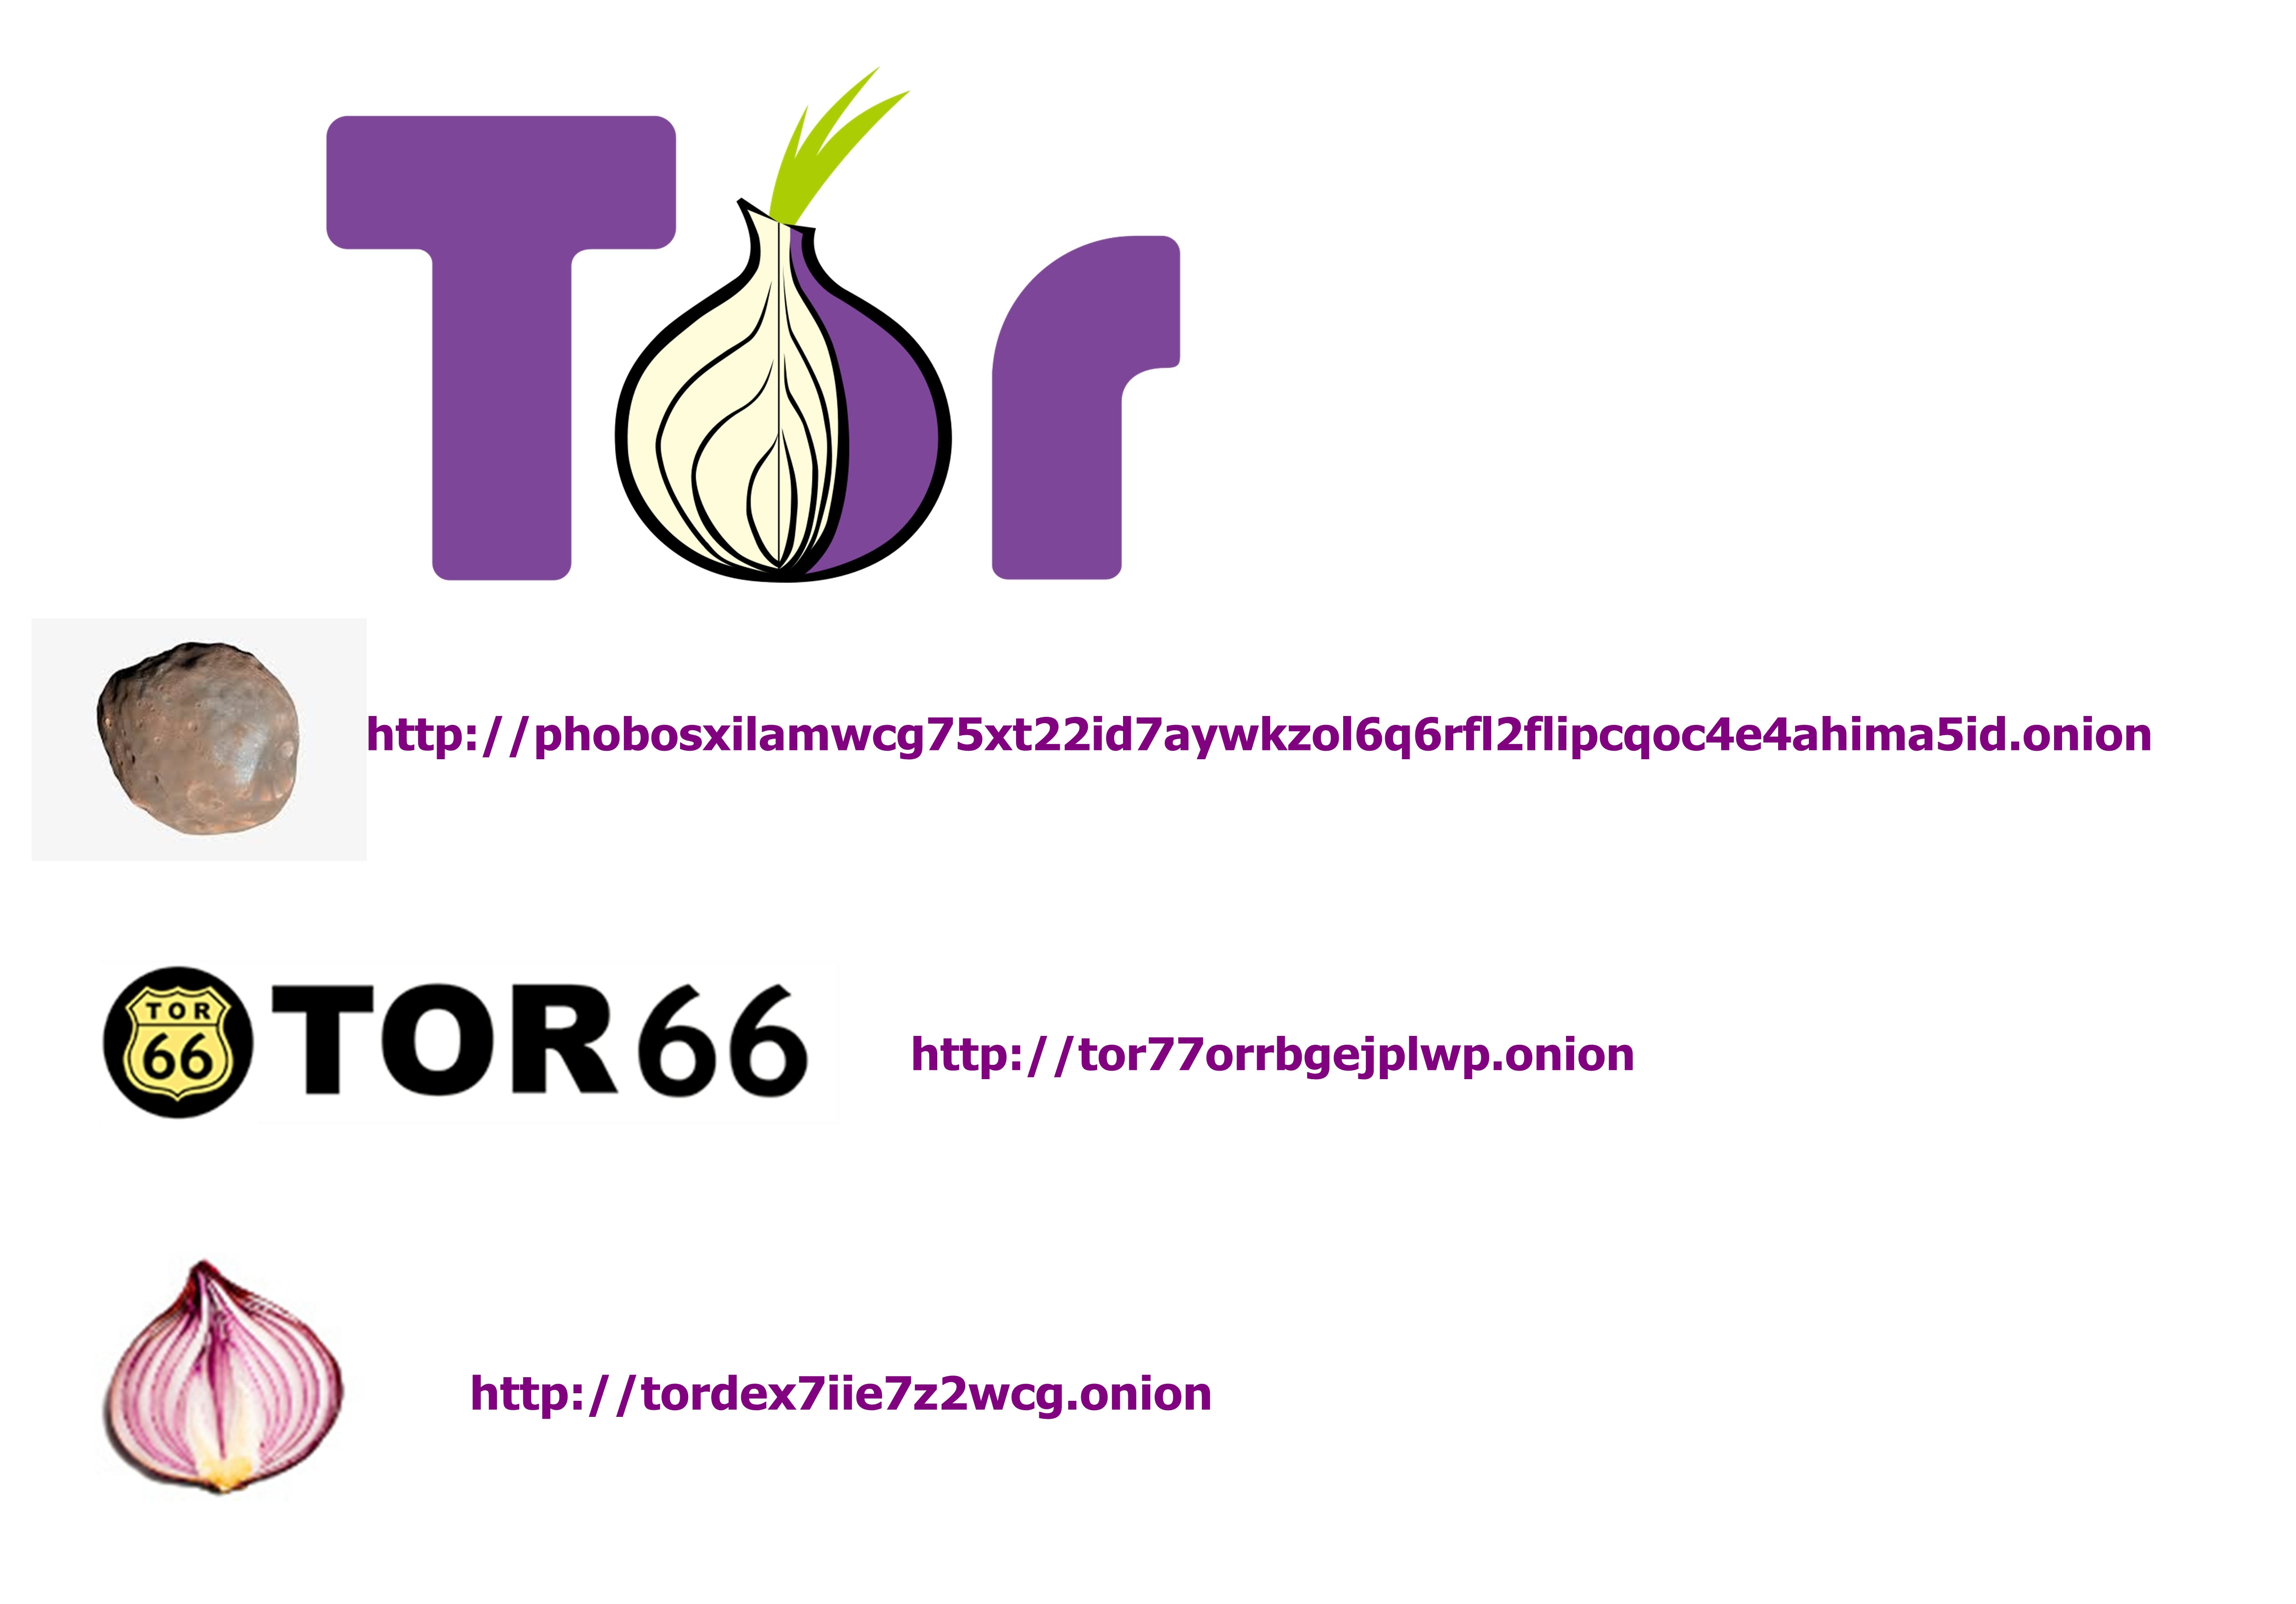 Tor
http://phobosxilamwcg75xt22id7aywkzol6q6rfl2flipcqoc4e4ahima5id.onion
TOR 66 TOR66
http://tor77orrbgejplwp.onion
http://tordex7iie7z2wcg.onion